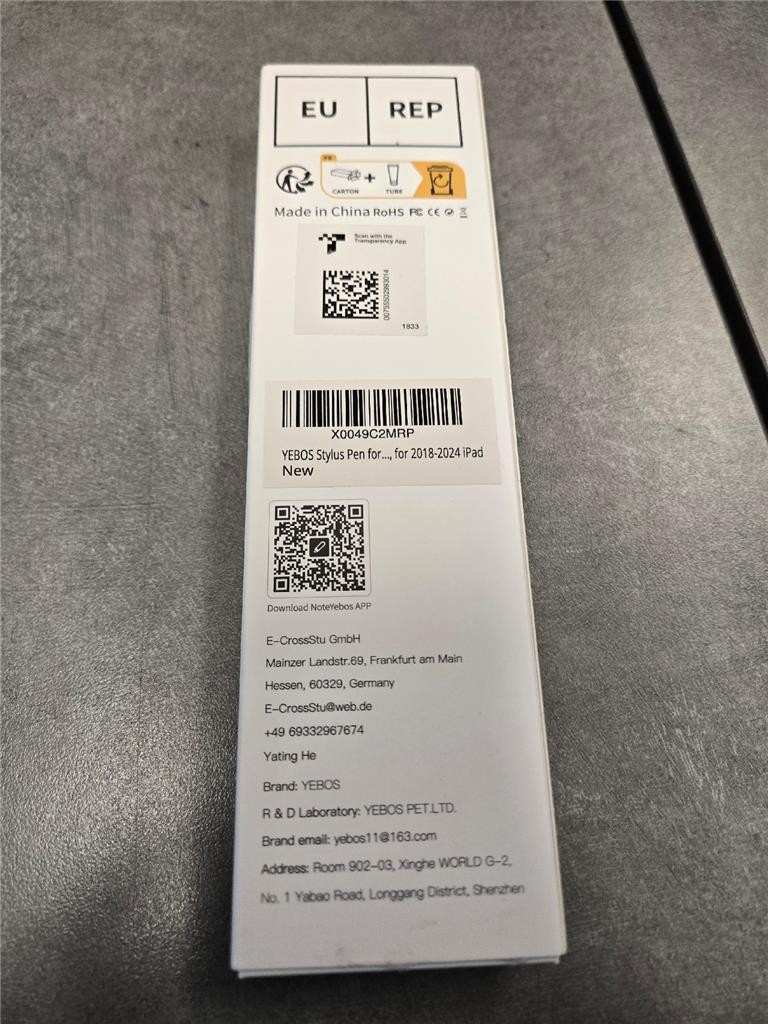 EU REP
FR
CARTON + TUBE
Made in China RoHS FC CE
Scan with the
Transparency App
00755502993014
1833
X0049C2MRP
YEBOS Stylus Pen for..., for 2018-2024 iPad
New
Download NoteYebos APP
E-CrossStu GmbH
Mainzer Landstr.69, Frankfurt am Main
Hessen, 60329, Germany
E-CrossStu@web.de
+49 69332967674
Yating He
Brand: YEBOS
R & D Laboratory: YEBOS PET.LTD.
Brand email: yebos11@163.com
Address: Room 902-03, Xinghe WORLD G-2,
No. 1 Yabao Road, Longgang District, Shenzhen